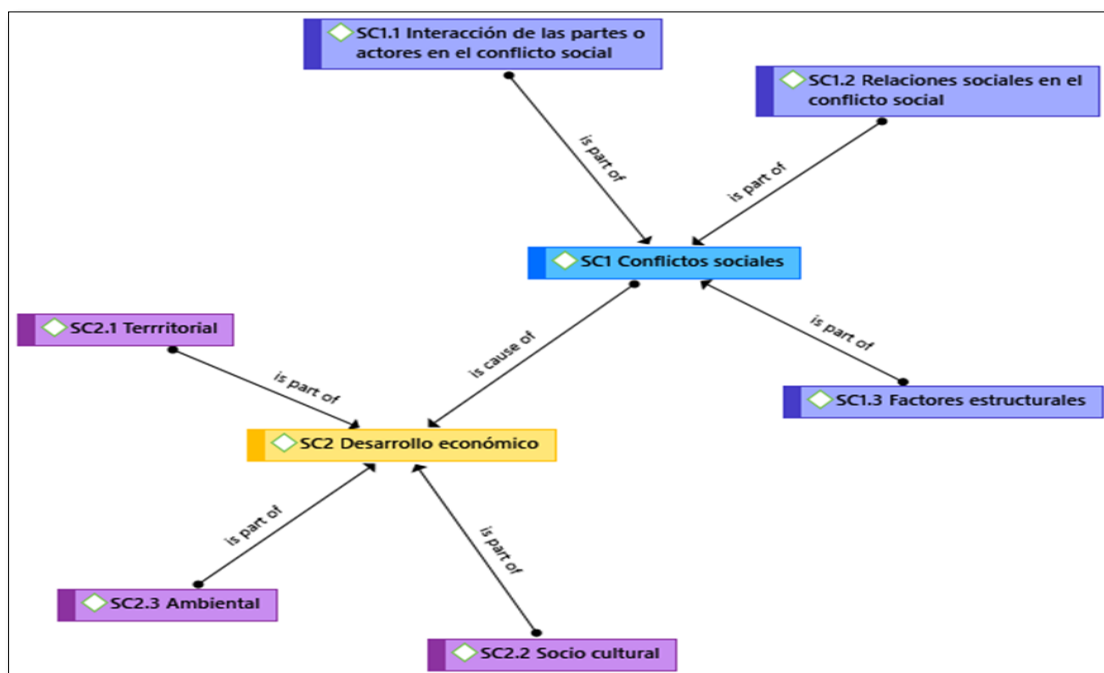 SC1.1 Interacción de las partes o
actores en el conflicto social
SC1.2 Relaciones sociales en el
conflicto social
is part of
is part of
SC1 Conflictos sociales
SC2.1 Terrritorial
is cause of
is part of
is part of
SC1.3 Factores estructurales
SC2 Desarrollo económico
is part of
is part of
SC2.3 Ambiental
SC2.2 Socio cultural